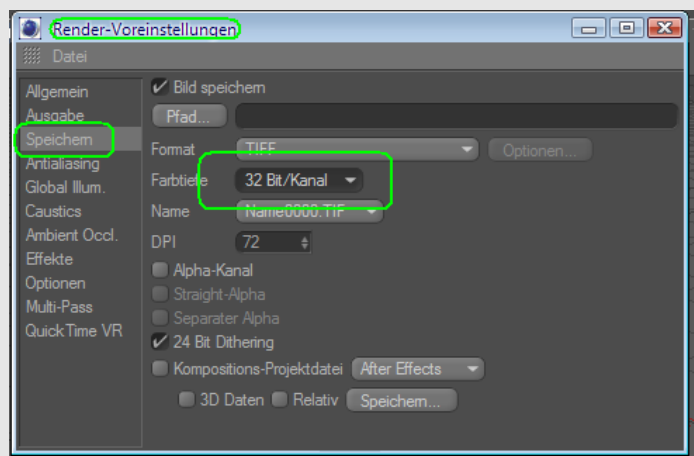 Render-Voreinstellungen
Datei
Allgemein
Ausgabe
Speichern
Antialiasing
Global Illum.
Caustics
Ambient Occl.
Effekte
Optionen
Multi-Pass
QuickTime VR
Bild speichern
Pfad...
Format TIFF Optionen...
Farbtiefe 32 Bit/Kanal
Name Name0000.TIF
DPI 72
Alpha-Kanal
Straight-Alpha
Separater Alpha
24 Bit Dithering
Kompositions-Projektdatei After Effects
3D Daten Relativ Speichern...